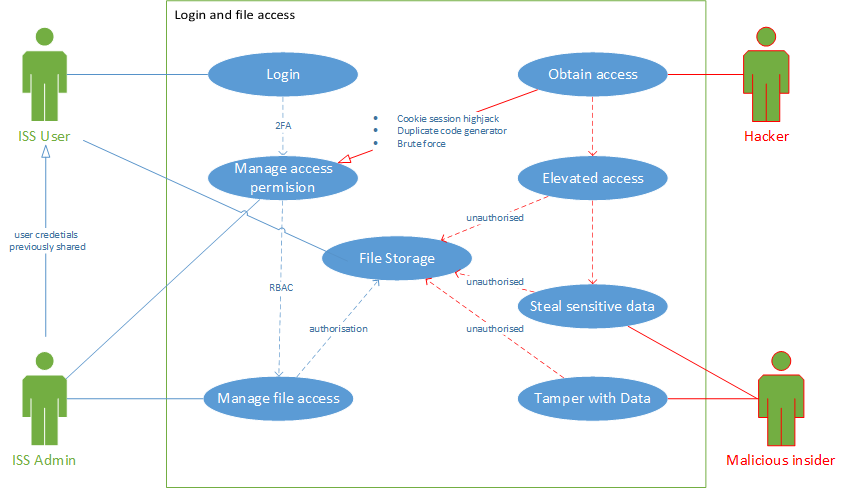 Login and file access
Login
Obtain access
Cookie session highjack
Duplicate code generator
Brute force
2FA
ISS User
Hacker
Manage access
permision
Elevated access
unauthorised
user credetials
previously shared
File Storage
RBAC
unauthorised
Steal sensitive data
authorisation
unauthorised
Manage file access
Tamper with Data
ISS Admin
Malicious insider